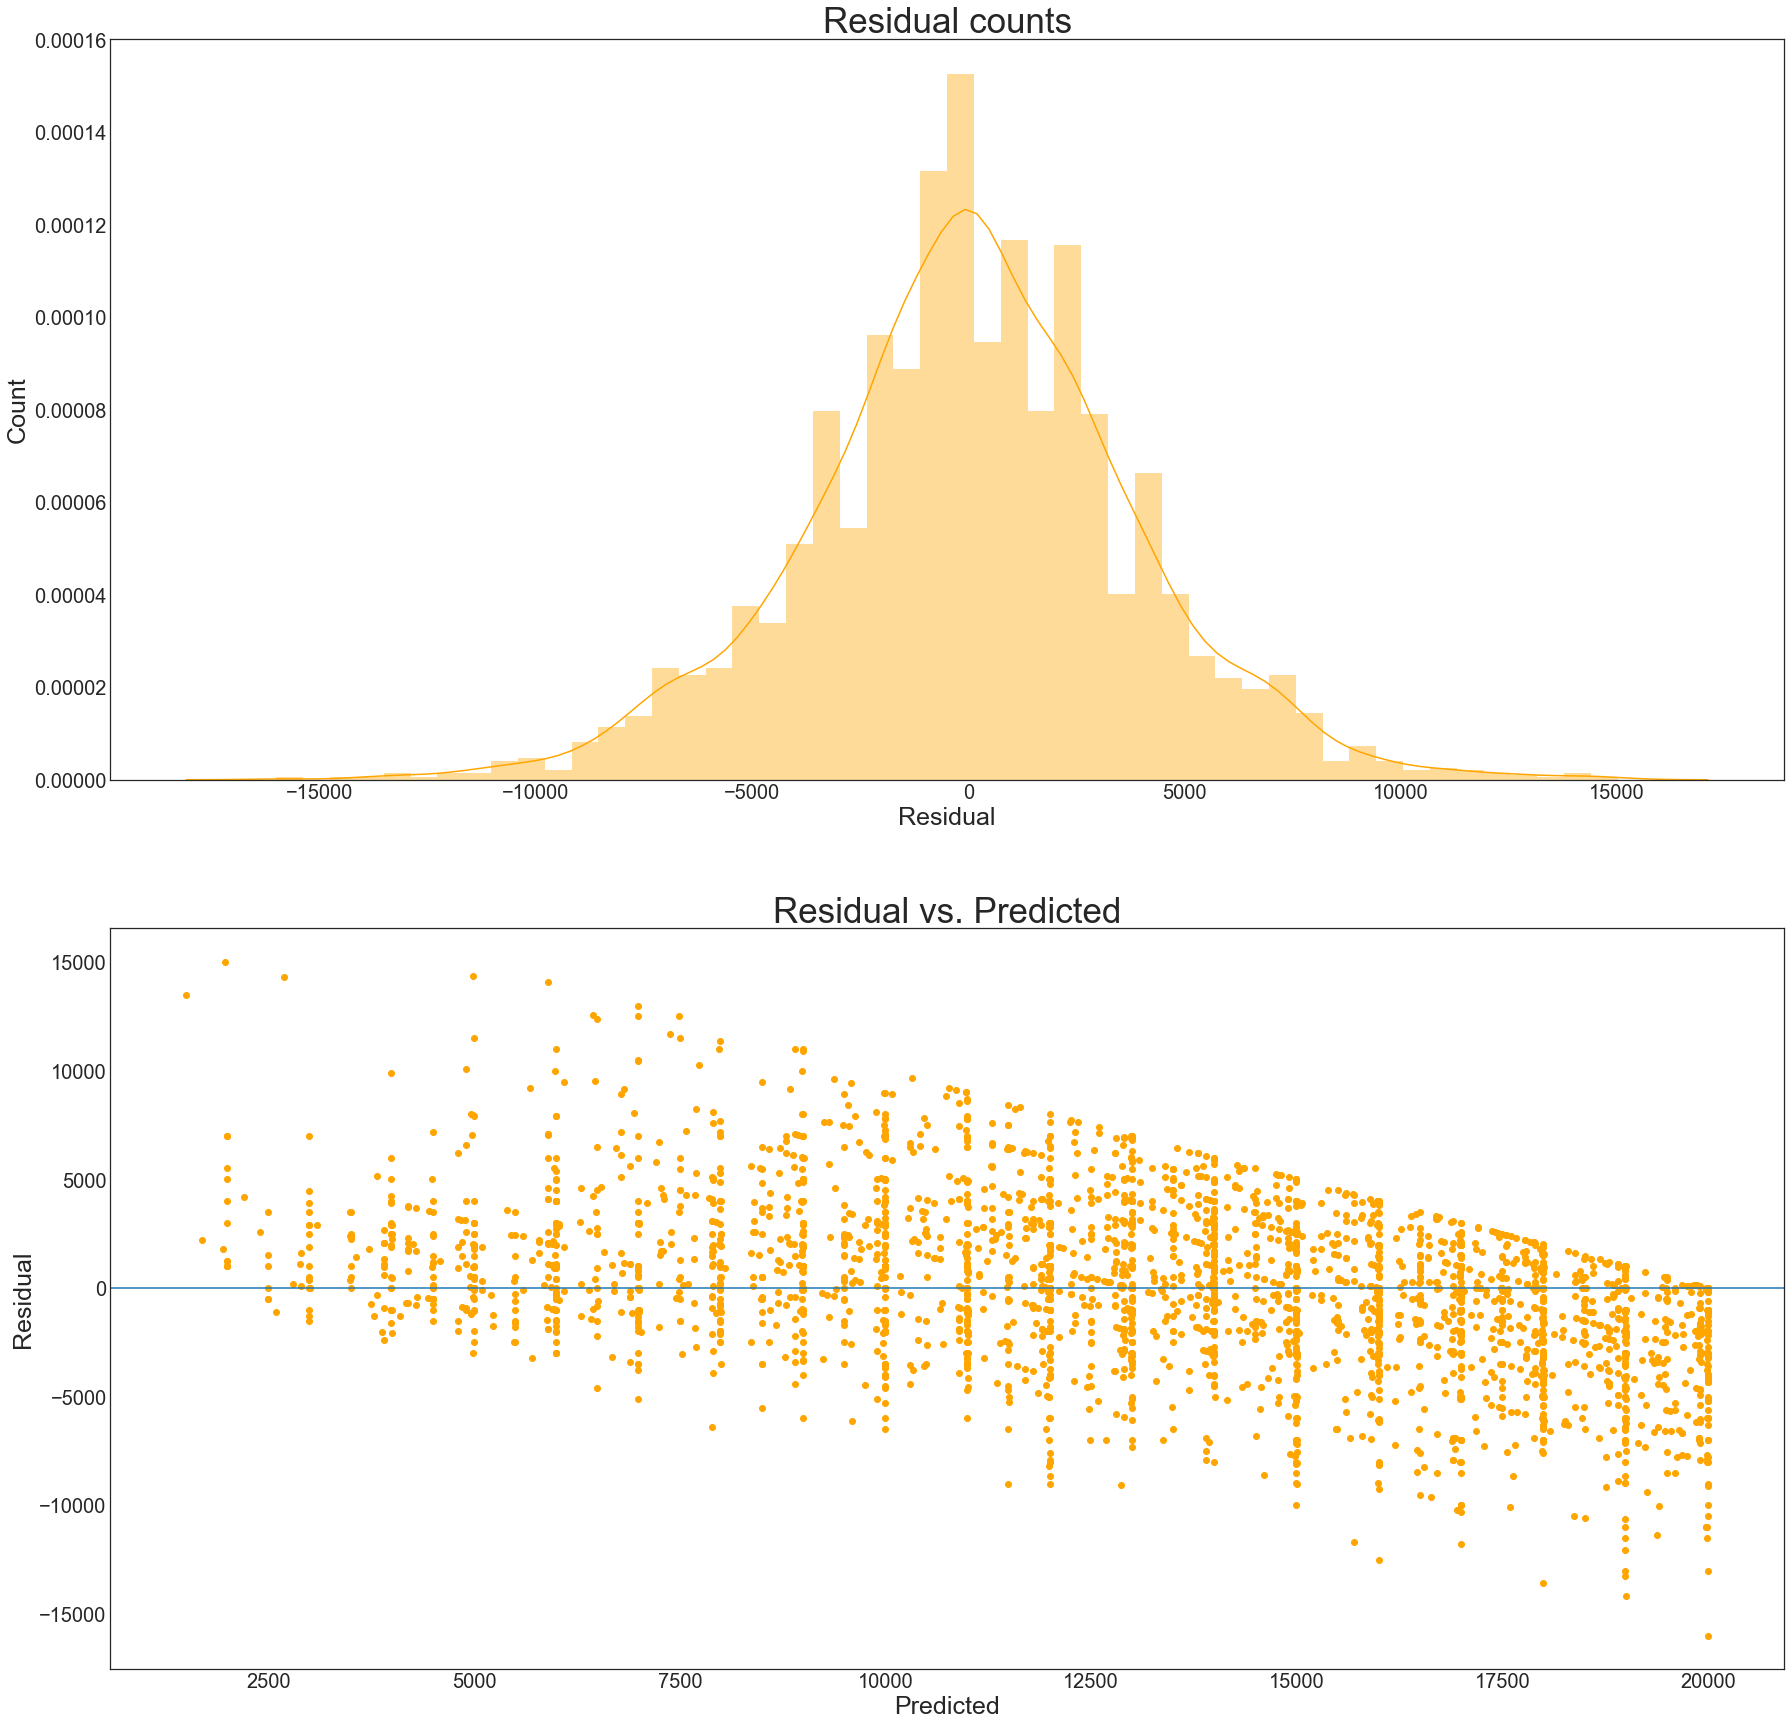 Residual counts
0.00016
0.00014
0.00012
0.00010
0.00008
0.00006
0.00004
0.00002
0.00000
Count
−15000 −10000 −5000 0 5000 10000 15000
Residual
Residual vs. Predicted
15000
10000
5000
0
−5000
−10000
−15000
Residual
2500 5000 7500 10000 12500 15000 17500 20000
Predicted